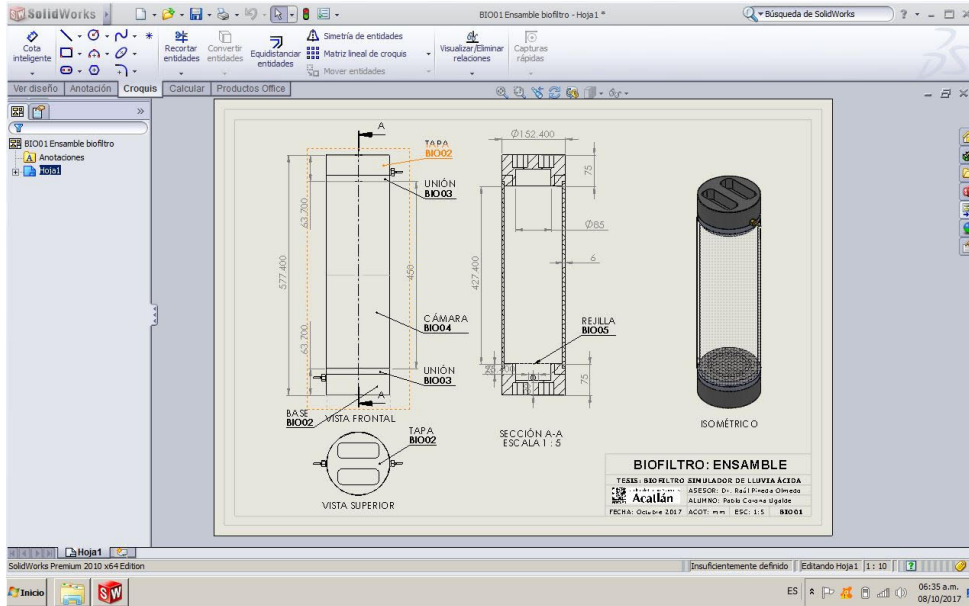 SolidWorks
BIO01 Ensamble biofiltro - Hoja1 *
Búsqueda de SolidWorks
Cota inteligente
Recortar entidades
Convertir entidades
Equidistanciar entidades
Simetría de entidades
Matriz lineal de croquis
Mover entidades
Visualizar/Eliminar relaciones
Capturas rápidas
Ver diseño
Anotación
Croquis
Calcular
Productos Office
BIO01 Ensamble biofiltro
Anotaciones
Hoja1
A
TAPA
BIO02
UNIÓN
BIO03
63.700
577.400
450
63.700
CÁMARA
BIO04
UNIÓN
BIO03
A
BASE
BIO02
VISTA FRONTAL
TAPA
BIO02
VISTA SUPERIOR
Ø152.400
75
Ø85
6
427.400
REJILLA
BIO05
75
SECCIÓN A-A
ESCALA 1 : 5
ISOMÉTRICO
BIOFILTRO: ENSAMBLE
TESIS: BIOFILTRO SIMULADOR DE LLUVIA ÁCIDA
Acatlán
ASESOR: Dr. Raúl Pineda Olmedo
ALUMNO: Pablo Corona Ugalde
FECHA: Octubre 2017 ACOT: mm ESC: 1:5 BIO01
Hoja1
SolidWorks Premium 2010 x64 Edition
Insuficientemente definido
Editando Hoja1
1 : 10
Inicio
ES
06:35 a.m.
08/10/2017